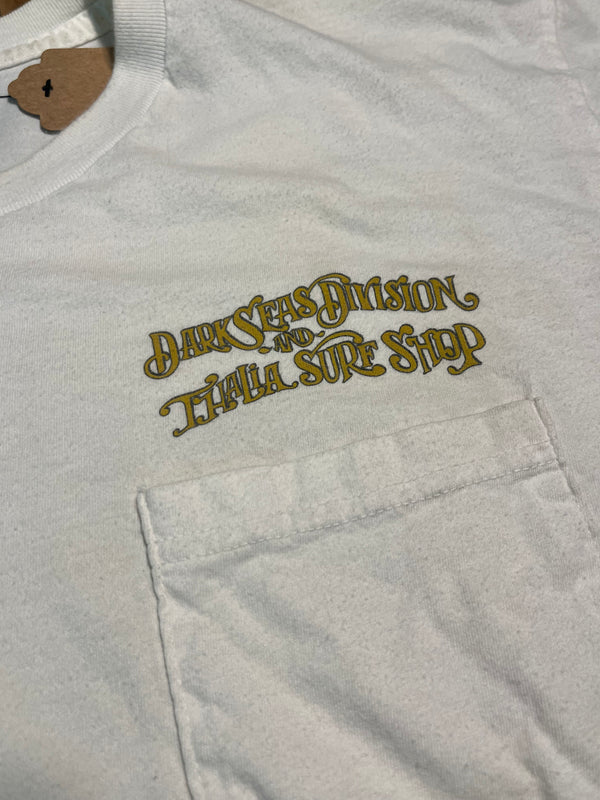 DARK SEAS DIVISION
AND
THALIA SURF SHOP